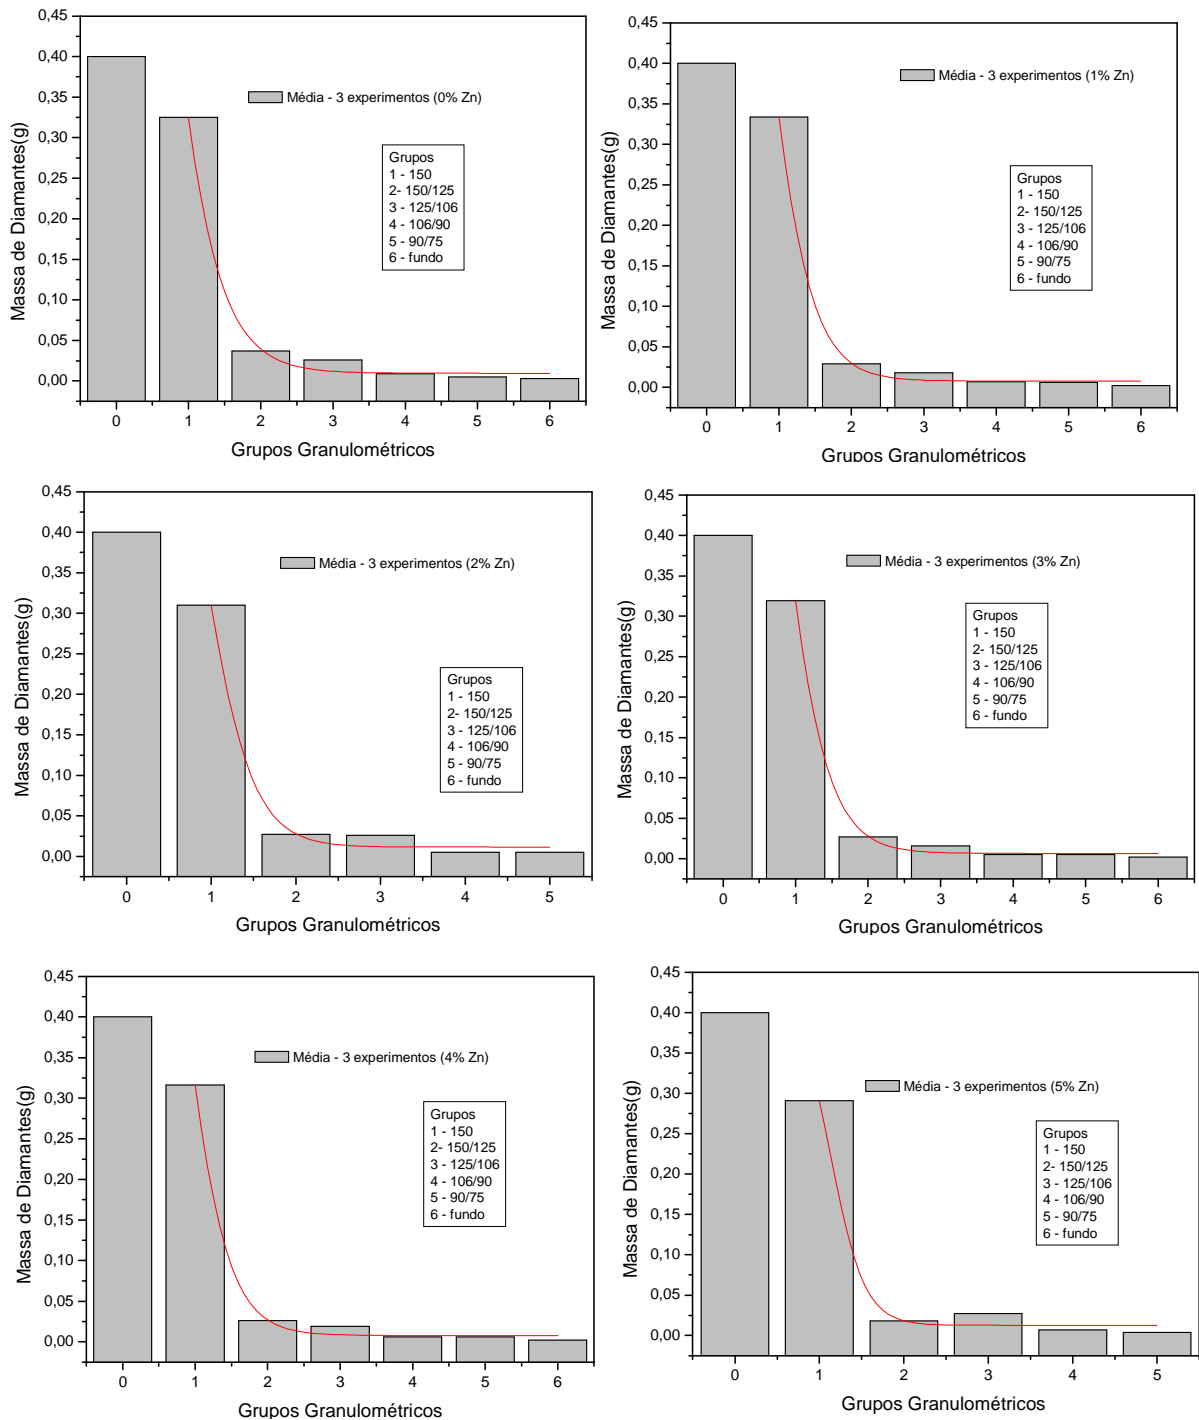 0,45
0,40
0,35
0,30
0,25
0,20
0,15
0,10
0,05
0,00
Massa de Diamantes(g)
Média - 3 experimentos (0% Zn)
Grupos
1 - 150
2- 150/125
3 - 125/106
4 - 106/90
5 - 90/75
6 - fundo
0 1 2 3 4 5 6
Grupos Granulométricos
0,45
0,40
0,35
0,30
0,25
0,20
0,15
0,10
0,05
0,00
Massa de Diamantes(g)
Média - 3 experimentos (1% Zn)
Grupos
1 - 150
2- 150/125
3 - 125/106
4 - 106/90
5 - 90/75
6 - fundo
0 1 2 3 4 5 6
Grupos Granulométricos
0,45
0,40
0,35
0,30
0,25
0,20
0,15
0,10
0,05
0,00
Massa de Diamantes(g)
Média - 3 experimentos (2% Zn)
Grupos
1 - 150
2- 150/125
3 - 125/106
4 - 106/90
5 - 90/75
6 - fundo
0 1 2 3 4 5
Grupos Granulométricos
0,45
0,40
0,35
0,30
0,25
0,20
0,15
0,10
0,05
0,00
Massa de Diamantes(g)
Média - 3 experimentos (3% Zn)
Grupos
1 - 150
2- 150/125
3 - 125/106
4 - 106/90
5 - 90/75
6 - fundo
0 1 2 3 4 5 6
Grupos Granulométricos
0,45
0,40
0,35
0,30
0,25
0,20
0,15
0,10
0,05
0,00
Massa de Diamantes(g)
Média - 3 experimentos (4% Zn)
Grupos
1 - 150
2- 150/125
3 - 125/106
4 - 106/90
5 - 90/75
6 - fundo
0 1 2 3 4 5 6
Grupos Granulométricos
0,45
0,40
0,35
0,30
0,25
0,20
0,15
0,10
0,05
0,00
Massa de Diamantes(g)
Média - 3 experimentos (5% Zn)
Grupos
1 - 150
2- 150/125
3 - 125/106
4 - 106/90
5 - 90/75
6 - fundo
0 1 2 3 4 5
Grupos Granulométricos